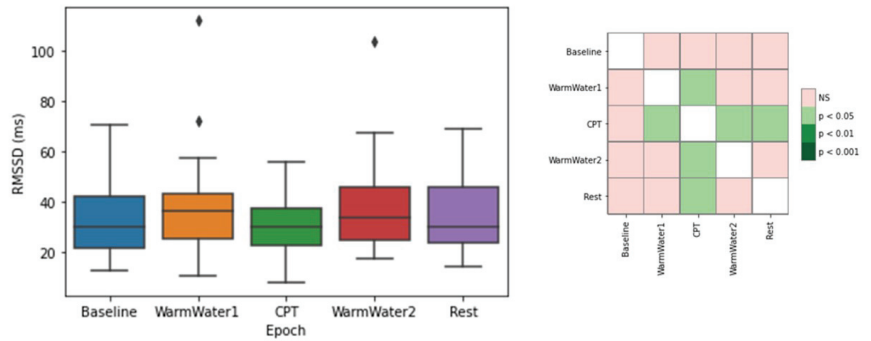 100
80
60
40
20
RMSSD (ms)
Baseline WarmWater1 CPT WarmWater2 Rest
Epoch
Baseline
WarmWater1
CPT
WarmWater2
Rest
Baseline
WarmWater1
CPT
WarmWater2
Rest
NS
p < 0.05
p < 0.01
p < 0.001